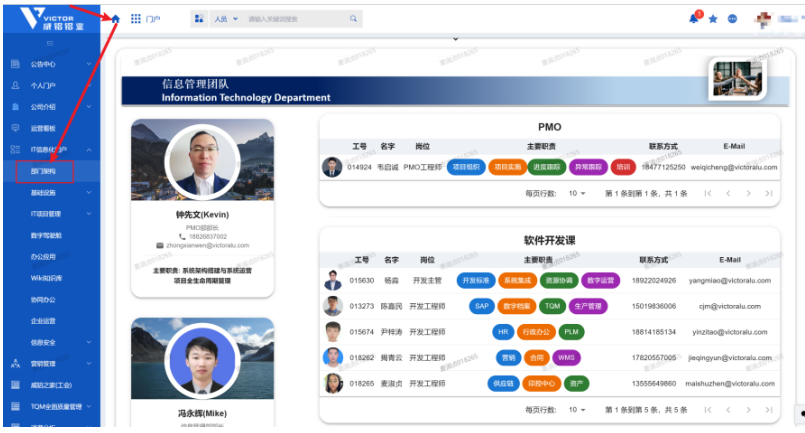 VICTOR
威铝铝业
门户
人员
请输入关键词搜索
公告中心
个人门户
公司介绍
运营看板
IT信息化门户
部门架构
基础设施
IT项目管理
数字驾驶舱
办公应用
Wiki知识库
协同办公
企业运营
信息安全
营销管理
威铝之家(工会)
TQM全面质量管理
信息管理团队
Information Technology Department
钟先文(Kevin)
PMO部部长
18826837002
zhongxianwen@victoralu.com
主要职责: 系统架构搭建与系统运营
项目全生命周期管理
冯永辉(Mike)
PMO
工号 名字 岗位 主要职责 联系方式 E-Mail
014924 韦启诚 PMO工程师 项目组织 项目实施 进度跟踪 异常跟踪 培训 18477125250 weiqicheng@victoralu.com
每页行数: 10 第 1 条到第 1 条，共 1 条
软件开发课
工号 名字 岗位 主要职责 联系方式 E-Mail
015630 杨淼 开发主管 开发标准 系统集成 资源协调 数字运营 18922024926 yangmiao@victoralu.com
013273 陈嘉民 开发工程师 SAP 数字档案 TQM 生产管理 15019836006 cjm@victoralu.com
015674 尹梓涛 开发工程师 HR 行政办公 PLM 18814185134 yinzitao@victoralu.com
018262 揭青云 开发工程师 营销 合同 WMS 17820557005 jieqingyun@victoralu.com
018265 麦淑贞 开发工程师 供应链 印控中心 资产 13555649860 maishuzhen@victoralu.com
每页行数: 10 第 1 条到第 5 条，共 5 条